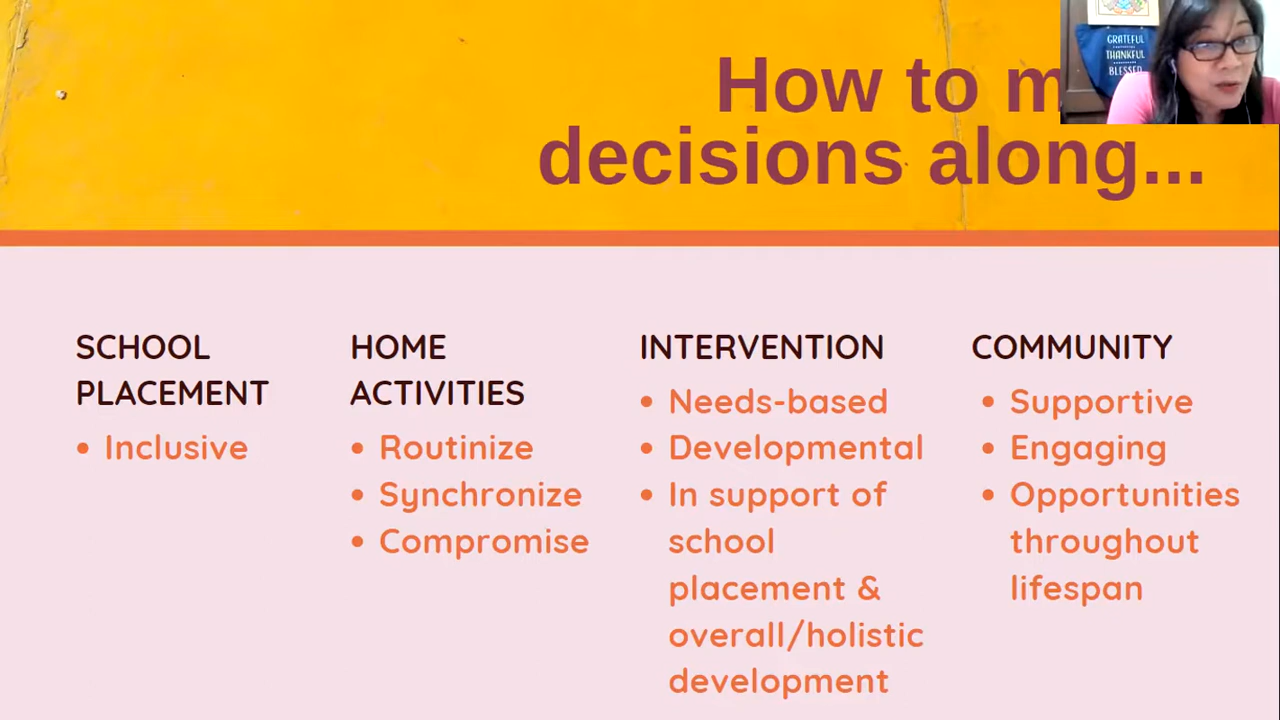 How to m
decisions along...
GRATEFUL
THANKFUL
BLESSED
SCHOOL
PLACEMENT
• Inclusive
HOME
ACTIVITIES
• Routinize
• Synchronize
• Compromise
INTERVENTION
• Needs-based
• Developmental
• In support of
school
placement &
overall/holistic
development
COMMUNITY
• Supportive
• Engaging
• Opportunities
throughout
lifespan